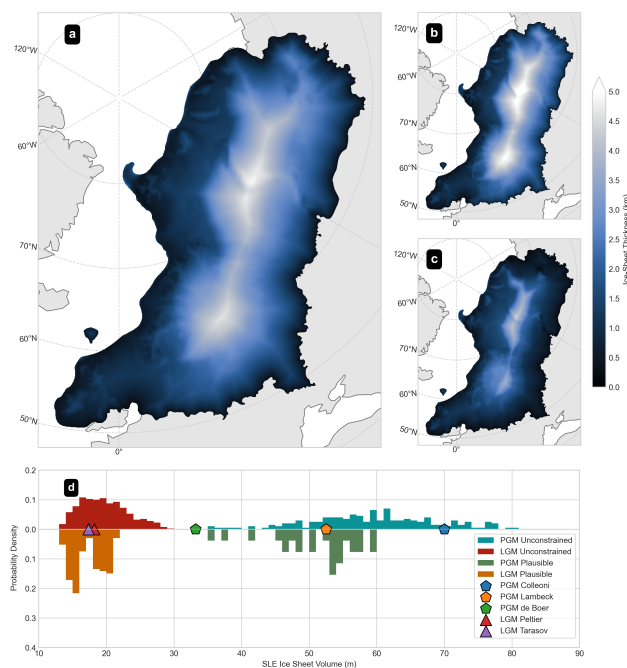 a
120°W
60°W
70°N
60°N
50°N
0°
b
120°W
60°W
70°N
60°N
50°N
0°
c
120°W
60°W
70°N
60°N
50°N
0°
5.0
4.5
4.0
3.5
3.0
2.5
2.0
1.5
1.0
0.5
0.0
Ice-Sheet Thickness (km)
d
Probability Density
0.2
0.1
0.0
0.1
0.2
0.3
0.4
10 20 30 40 50 60 70 80 90
SLE Ice Sheet Volume (m)
PGM Unconstrained
LGM Unconstrained
PGM Plausible
LGM Plausible
PGM Colleoni
PGM Lambeck
PGM de Boer
LGM Peltier
LGM Tarasov